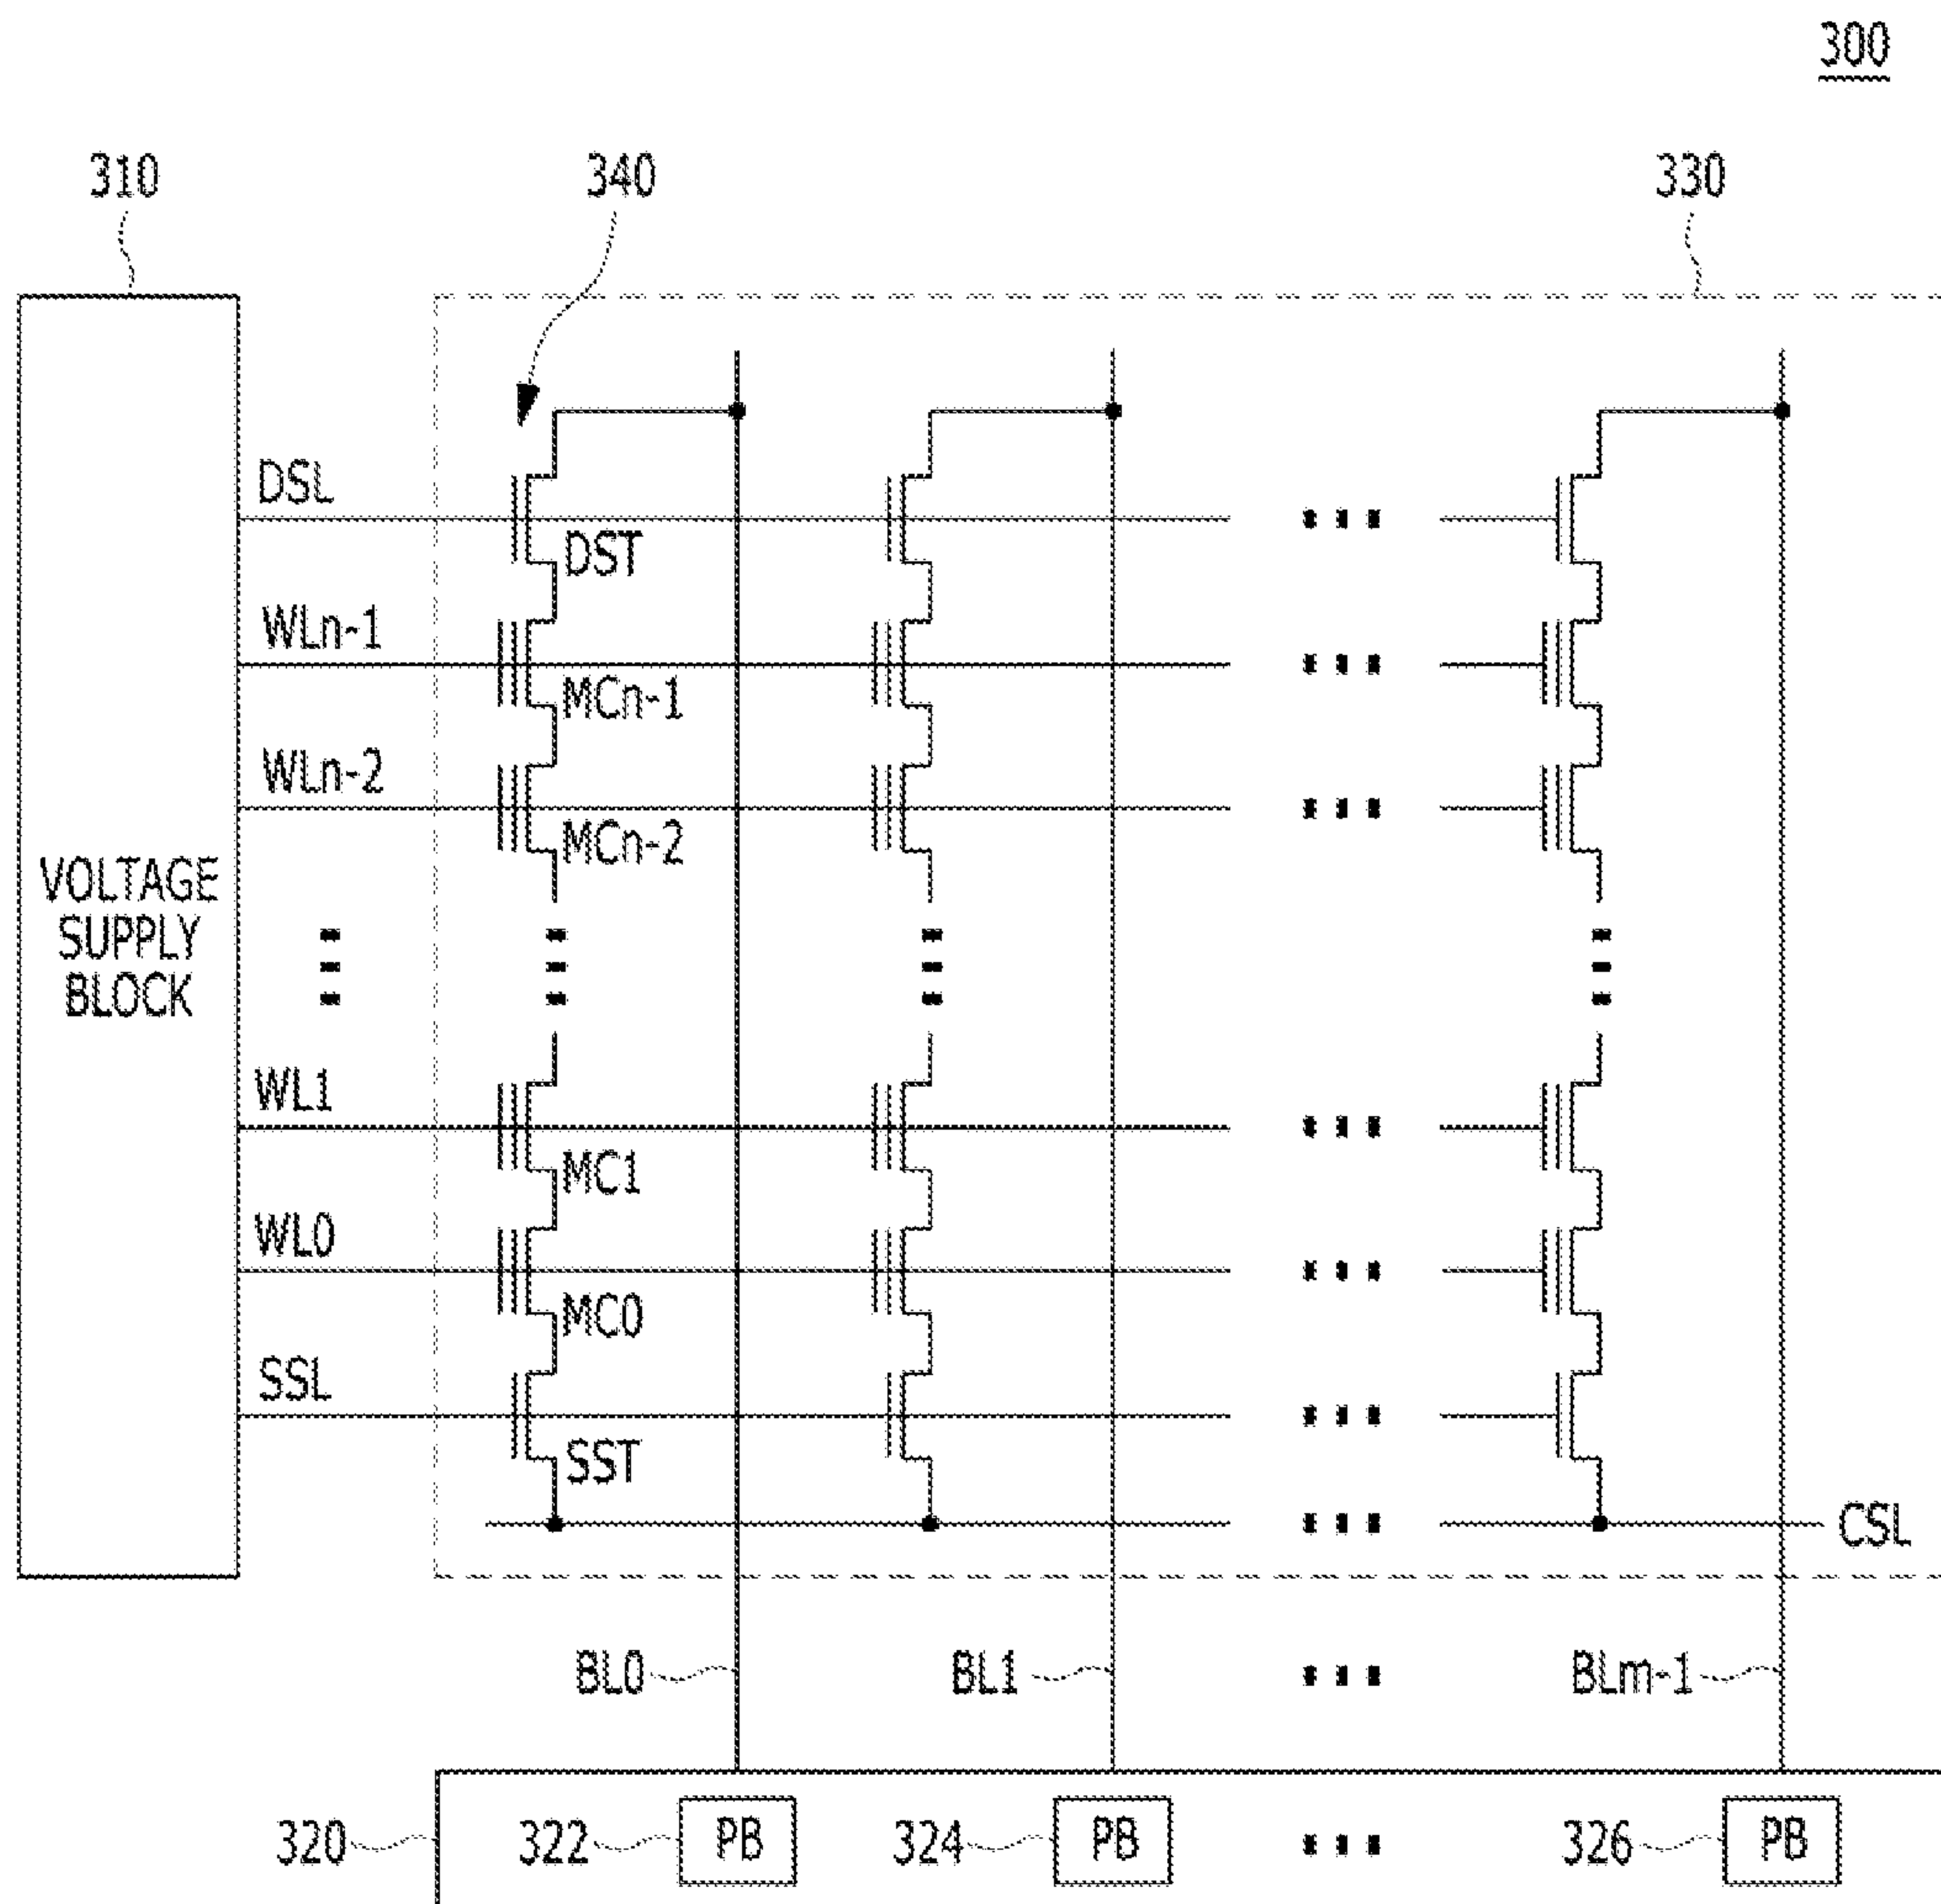 300
310
340
330
DSL
DST
WLn-1
MCn-1
WLn-2
MCn-2
VOLTAGE
SUPPLY
BLOCK
WL1
MC1
WL0
MC0
SSL
SST
CSL
BL0
BL1
BLm-1
320
322
PB
324
PB
326
PB